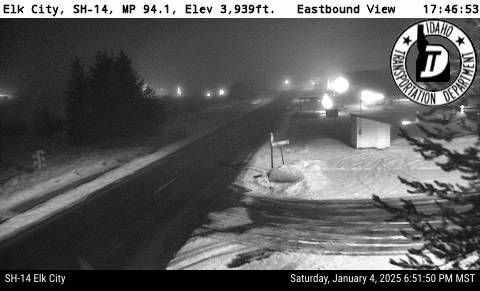 Elk City, SH-14, MP 94.1, Elev 3,939ft. Eastbound View 17:46:53
IDAHO
TRANSPORTATION DEPARTMENT
SH-14 Elk City Saturday, January 4, 2025 6:51:50 PM MST